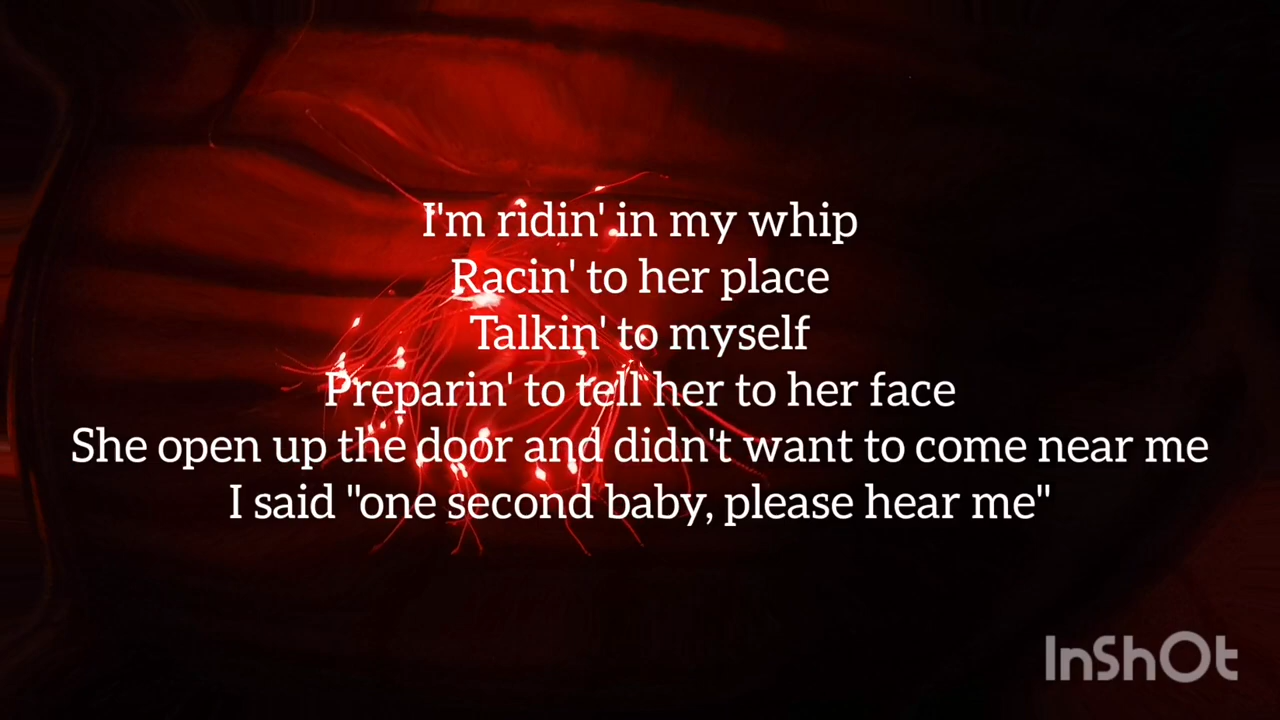 I'm ridin' in my whip
Racin' to her place
Talkin' to myself
Preparin' to tell her to her face
She open up the door and didn't want to come near me
I said "one second baby, please hear me"
InShOt